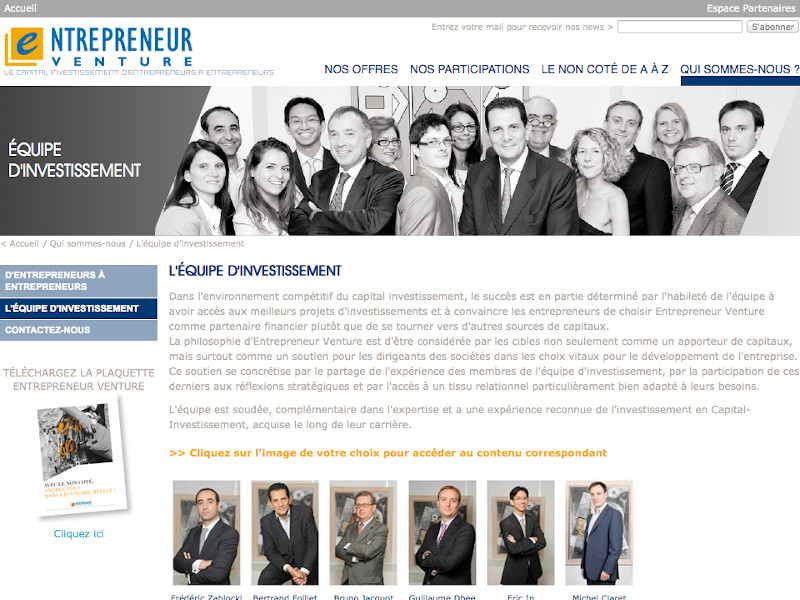 Accueil
Espace Partenaires
Entrez votre mail pour recevoir nos news >
S'abonner
e NTREPRENEUR
VENTURE
LE CAPITAL INVESTISSEMENT D'ENTREPRENEURS A ENTREPRENEURS
NOS OFFRES NOS PARTICIPATIONS LE NON COTÉ DE A À Z QUI SOMMES-NOUS ?
ÉQUIPE
D'INVESTISSEMENT
< Accueil / Qui sommes-nous / L'équipe d'investissement
D'ENTREPRENEURS À
ENTREPRENEURS
L'ÉQUIPE D'INVESTISSEMENT
CONTACTEZ-NOUS
TÉLÉCHARGEZ LA PLAQUETTE
ENTREPRENEUR VENTURE
AVEC LE NON COTÉ,
ANCREZ-VOUS
DANS L'ÉCONOMIE RÉELLE !
Cliquez ici
L'ÉQUIPE D'INVESTISSEMENT
Dans l'environnement compétitif du capital investissement, le succès est en partie déterminé par l'habileté de l'équipe à
avoir accès aux meilleurs projets d'investissements et à convaincre les entrepreneurs de choisir Entrepreneur Venture
comme partenaire financier plutôt que de se tourner vers d'autres sources de capitaux.
La philosophie d'Entrepreneur Venture est d'être considérée par les cibles non seulement comme un apporteur de capitaux,
mais surtout comme un soutien pour les dirigeants des sociétés dans les choix vitaux pour le développement de l'entreprise.
Ce soutien se concrétise par le partage de l'expérience des membres de l'équipe d'investissement, par la participation de ces
derniers aux réflexions stratégiques et par l'accès à un tissu relationnel particulièrement bien adapté à leurs besoins.
L'équipe est soudée, complémentaire dans l'expertise et a une expérience reconnue de l'investissement en Capital-
Investissement, acquise le long de leur carrière.
>> Cliquez sur l'image de votre choix pour accéder au contenu correspondant
Frédéric Zablocki Bertrand Folliet Bruno Jacquot Guillaume Dhee Eric In Michel Claret